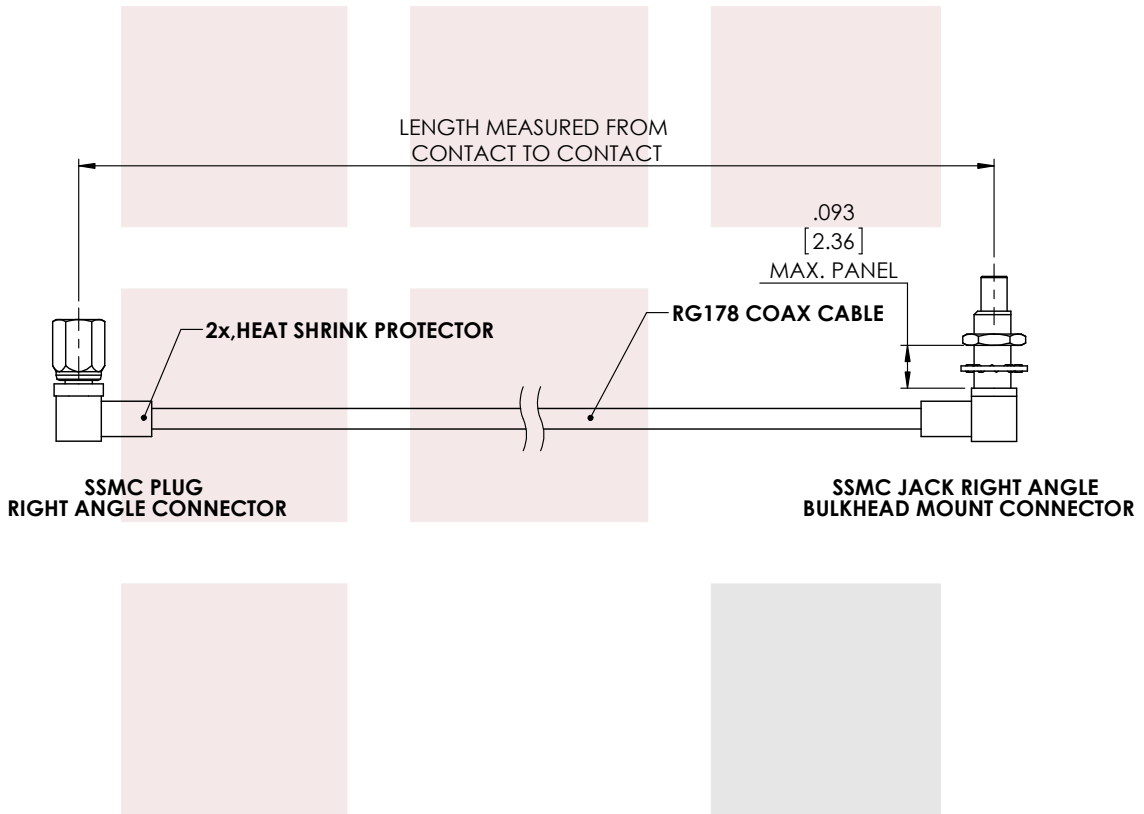 LENGTH MEASURED FROM
CONTACT TO CONTACT
.093
[2.36]
MAX. PANEL
2x,HEAT SHRINK PROTECTOR
RG178 COAX CABLE
SSMC PLUG
RIGHT ANGLE CONNECTOR
SSMC JACK RIGHT ANGLE
BULKHEAD MOUNT CONNECTOR